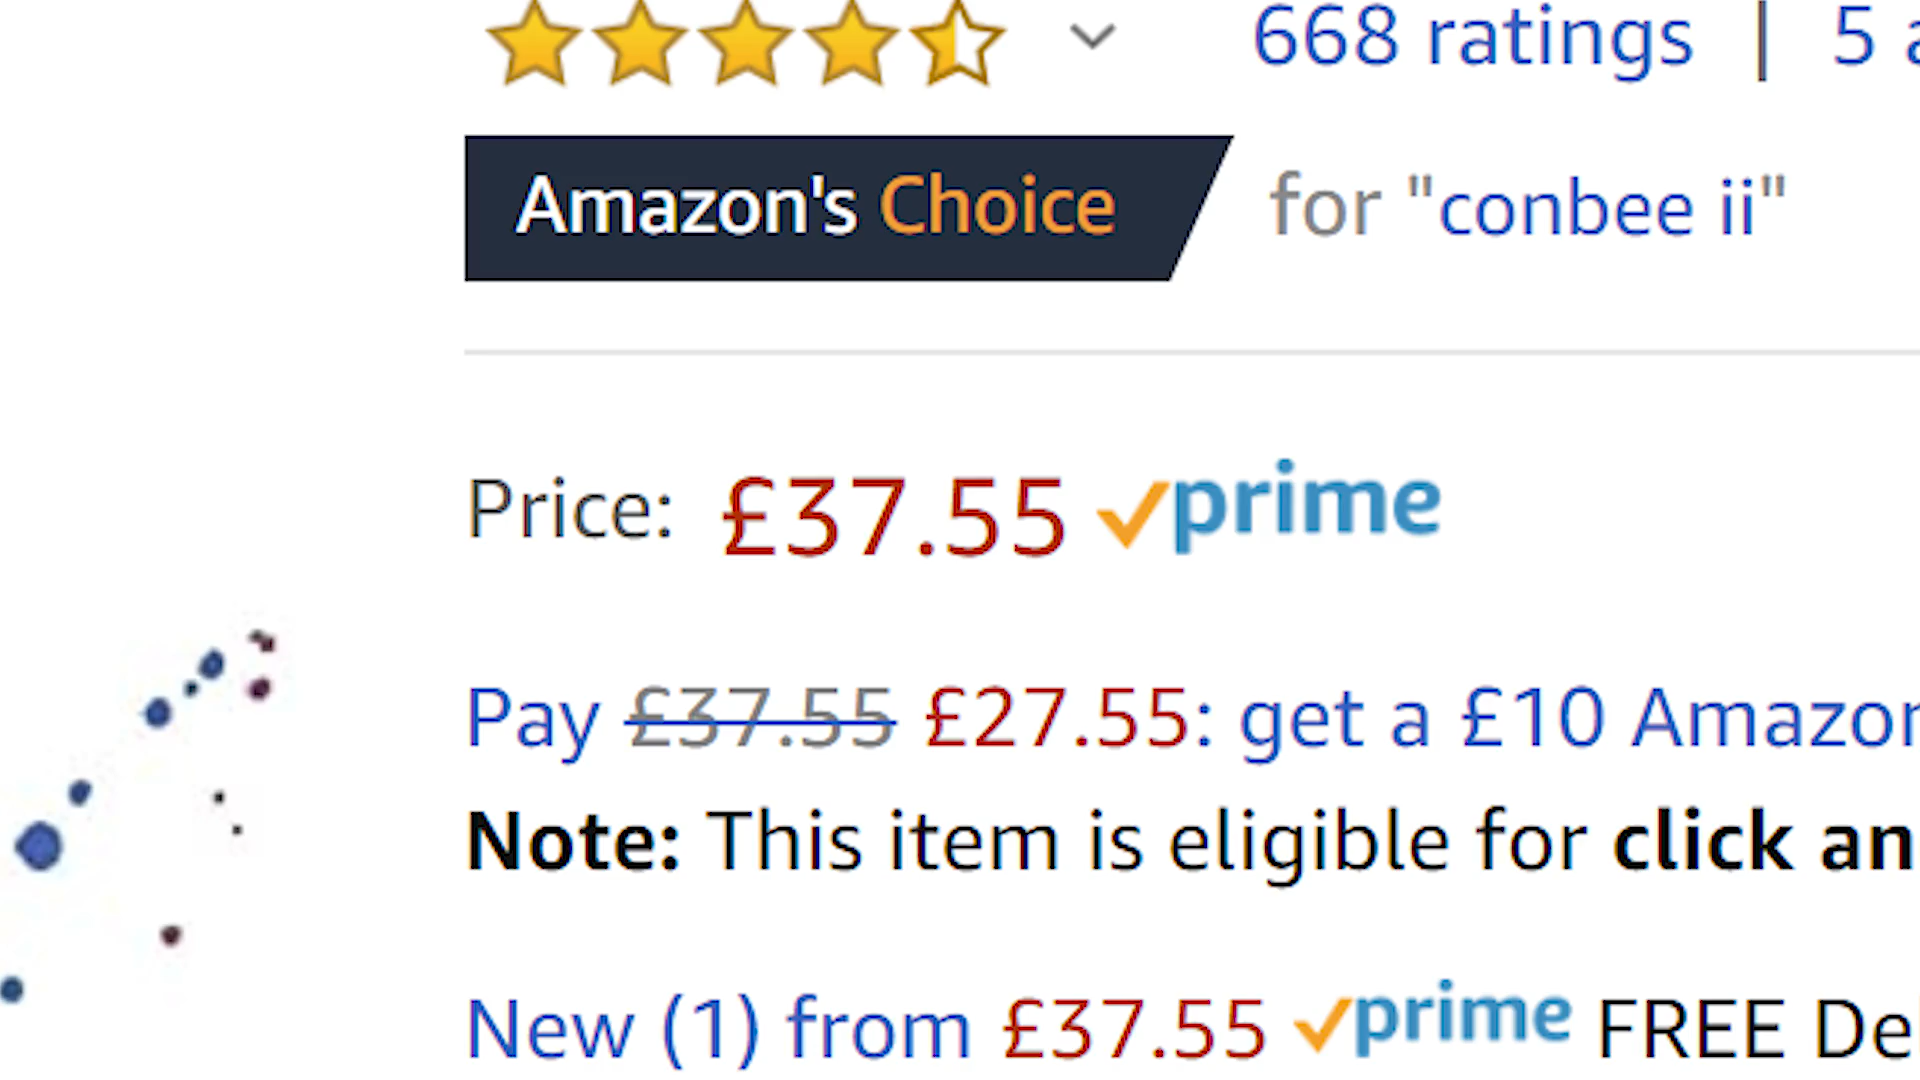 668 ratings | 5
Amazon's Choice for "conbee ii"
Price: £37.55 prime
Pay £37.55 £27.55: get a £10 Amazon
Note: This item is eligible for click an
New (1) from £37.55 prime FREE De